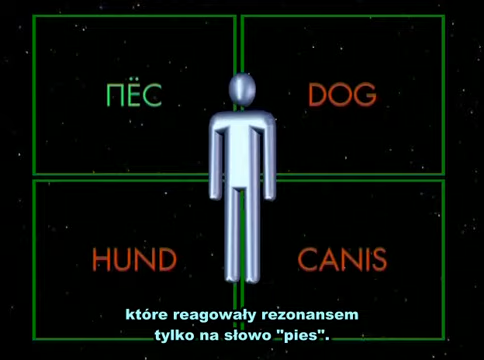 ПЁС
DOG
HUND
CANIS
które reagowały rezonansem
tylko na słowo "pies".